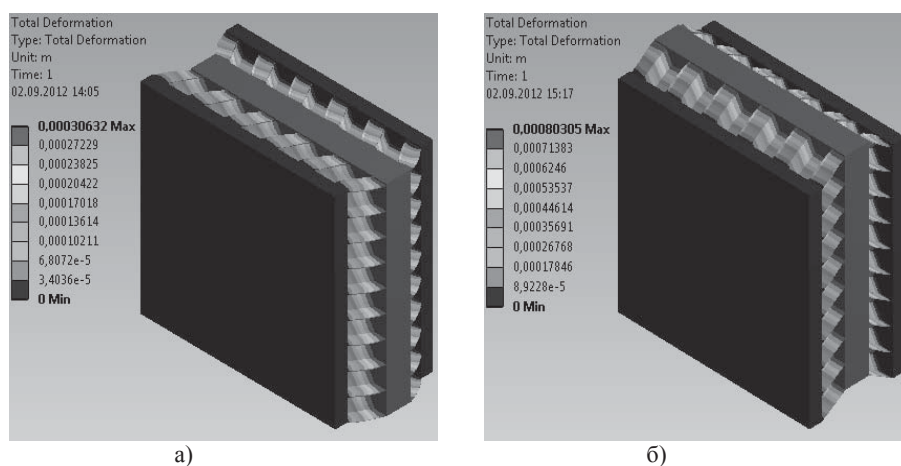 Total Deformation
Type: Total Deformation
Unit: m
Time: 1
02.09.2012 14:05
0,00030632 Max
0,00027229
0,00023825
0,00020422
0,00017018
0,00013614
0,00010211
6,8072e-5
3,4036e-5
0 Min
Total Deformation
Type: Total Deformation
Unit: m
Time: 1
02.09.2012 15:17
0,00080305 Max
0,00071383
0,0006246
0,00053537
0,00044614
0,00035691
0,00026768
0,00017846
8,9228e-5
0 Min
а)
б)